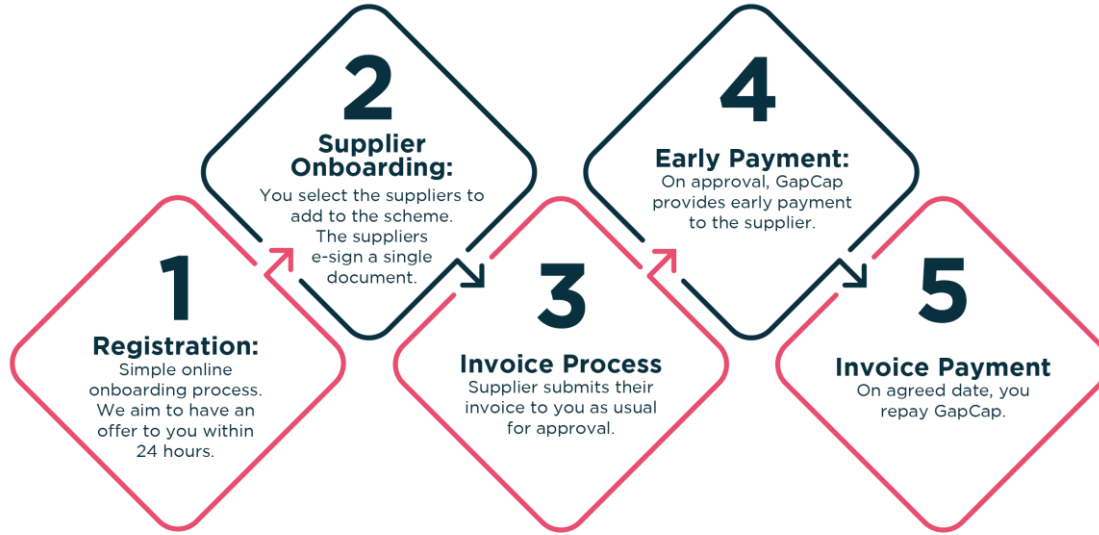 1
Registration:
Simple online
onboarding process.
We aim to have an
offer to you within
24 hours.
2
Supplier
Onboarding:
You select the suppliers to
add to the scheme.
The suppliers
e-sign a single
document.
3
Invoice Process
Supplier submits their
invoice to you as usual
for approval.
4
Early Payment:
On approval, GapCap
provides early payment
to the supplier.
5
Invoice Payment
On agreed date, you
repay GapCap.